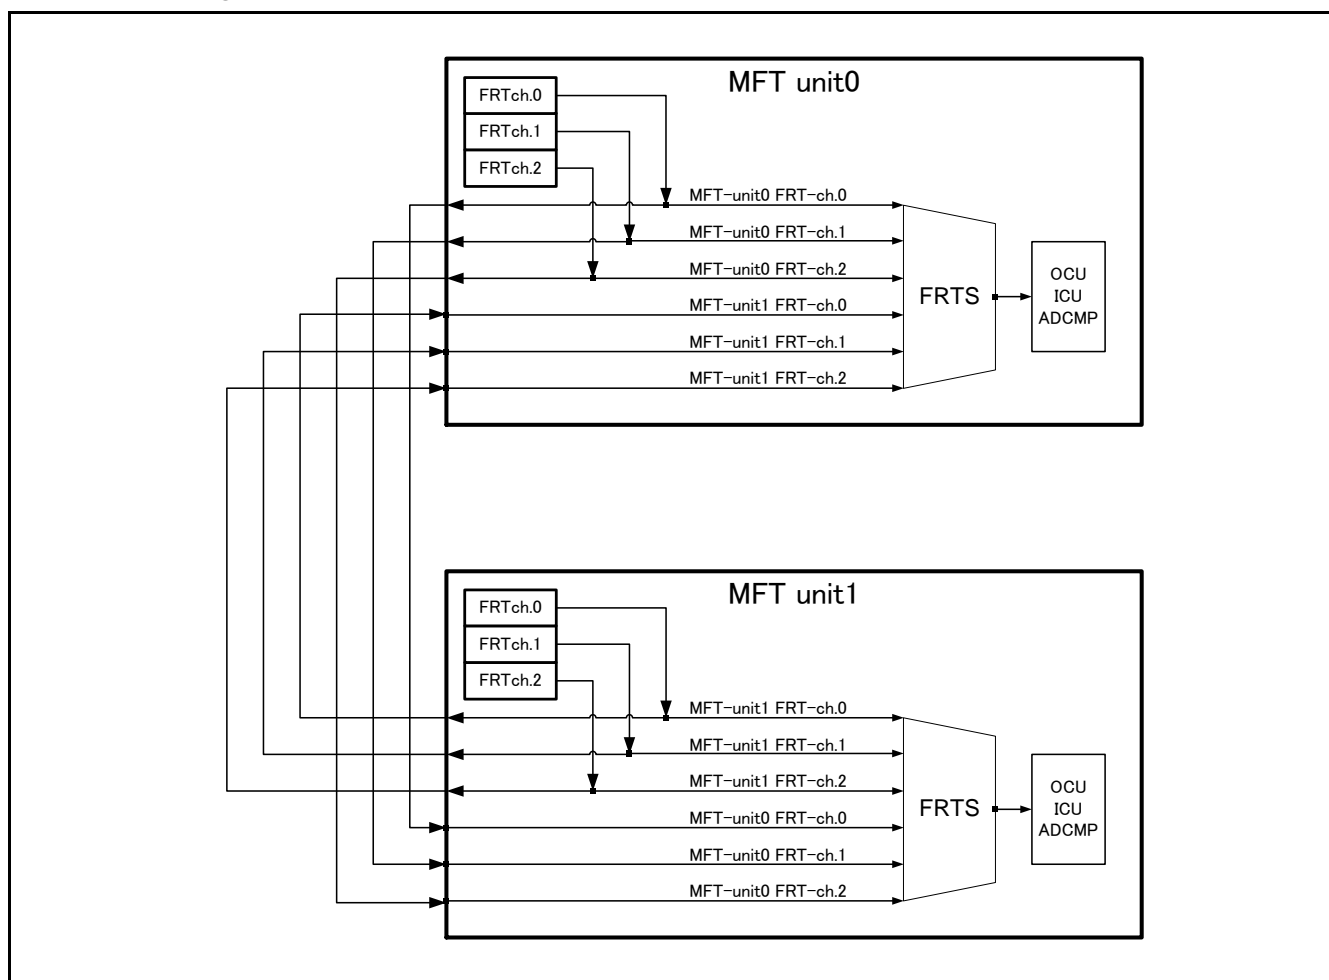 MFT unit0
FRTch.0
FRTch.1
FRTch.2
MFT-unit0 FRT-ch.0
MFT-unit0 FRT-ch.1
MFT-unit0 FRT-ch.2
MFT-unit1 FRT-ch.0
MFT-unit1 FRT-ch.1
MFT-unit1 FRT-ch.2
FRTS
OCU
ICU
ADCMP
MFT unit1
FRTch.0
FRTch.1
FRTch.2
MFT-unit1 FRT-ch.0
MFT-unit1 FRT-ch.1
MFT-unit1 FRT-ch.2
MFT-unit0 FRT-ch.0
MFT-unit0 FRT-ch.1
MFT-unit0 FRT-ch.2
FRTS
OCU
ICU
ADCMP